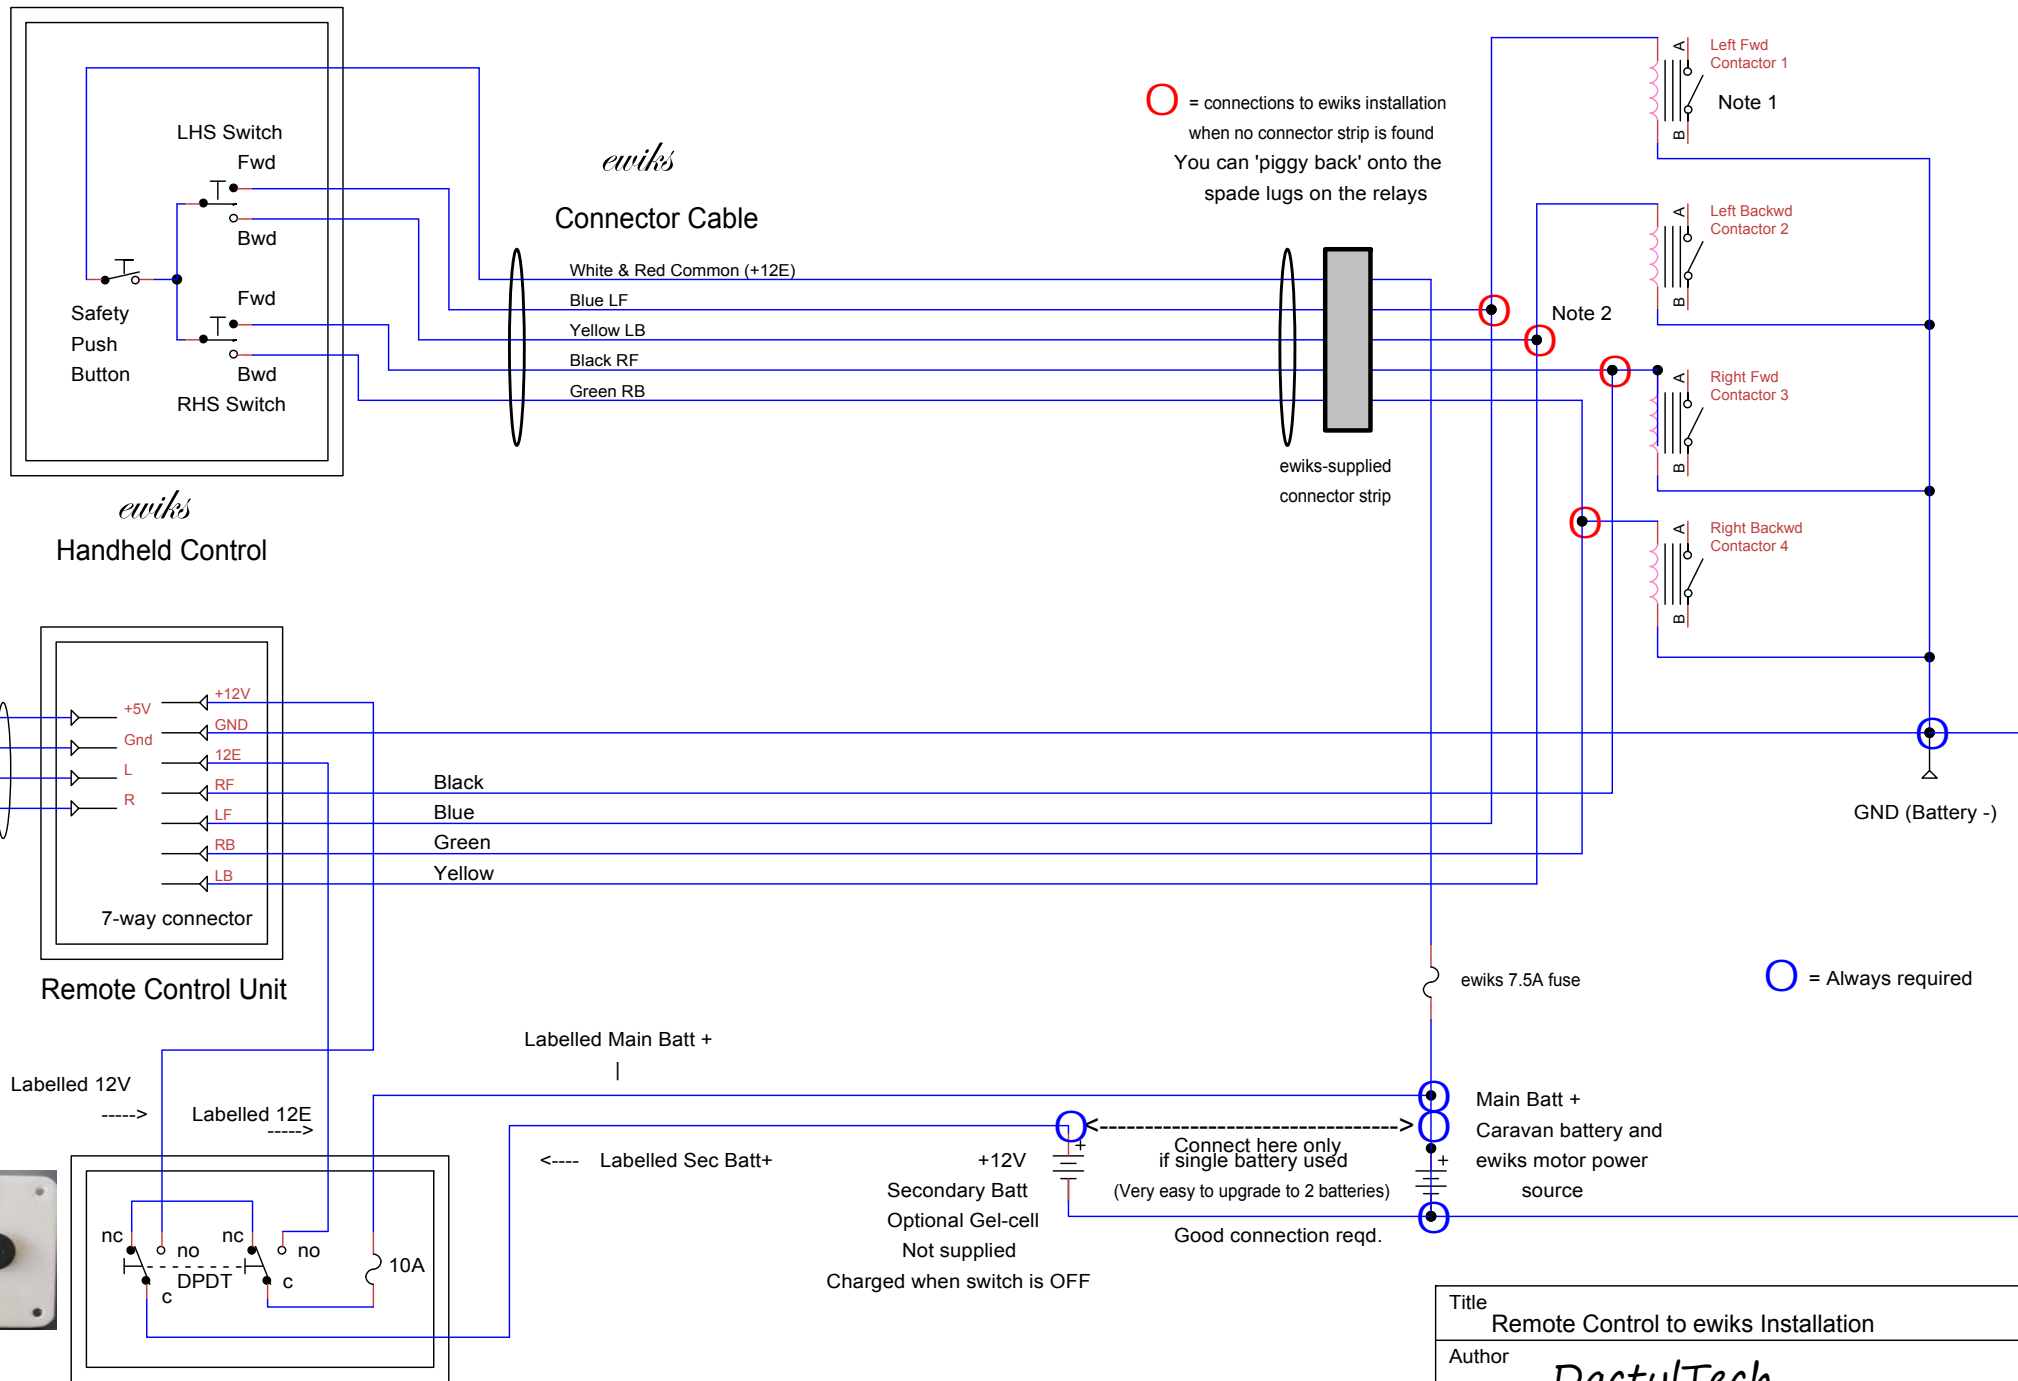 LHS Switch
Fwd
Bwd
Safety
Push
Button
Fwd
Bwd
RHS Switch
ewiks
Handheld Control
ewiks
Connector Cable
White & Red Common (+12E)
Blue LF
Yellow LB
Black RF
Green RB
O = connections to ewiks installation
when no connector strip is found
You can 'piggy back' onto the
spade lugs on the relays
ewiks-supplied
connector strip
A
B
Left Fwd
Contactor 1
Note 1
A
B
Left Backwd
Contactor 2
Note 2
A
B
Right Fwd
Contactor 3
A
B
Right Backwd
Contactor 4
+5V
Gnd
L
R
+12V
GND
12E
RF
LF
RB
LB
7-way connector
Remote Control Unit
Black
Blue
Green
Yellow
GND (Battery -)
O = Always required
ewiks 7.5A fuse
Labelled Main Batt +
|
Labelled 12V
----->
Labelled 12E
----->
<---- Labelled Sec Batt+
+12V
Secondary Batt
Optional Gel-cell
Not supplied
Charged when switch is OFF
+
<----------------------------->
Connect here only
if single battery used
(Very easy to upgrade to 2 batteries)
Good connection reqd.
+
Main Batt +
Caravan battery and
ewiks motor power
source
nc
no
nc
no
DPDT
c
c
10A
Title
Remote Control to ewiks Installation
Author
DactylTech